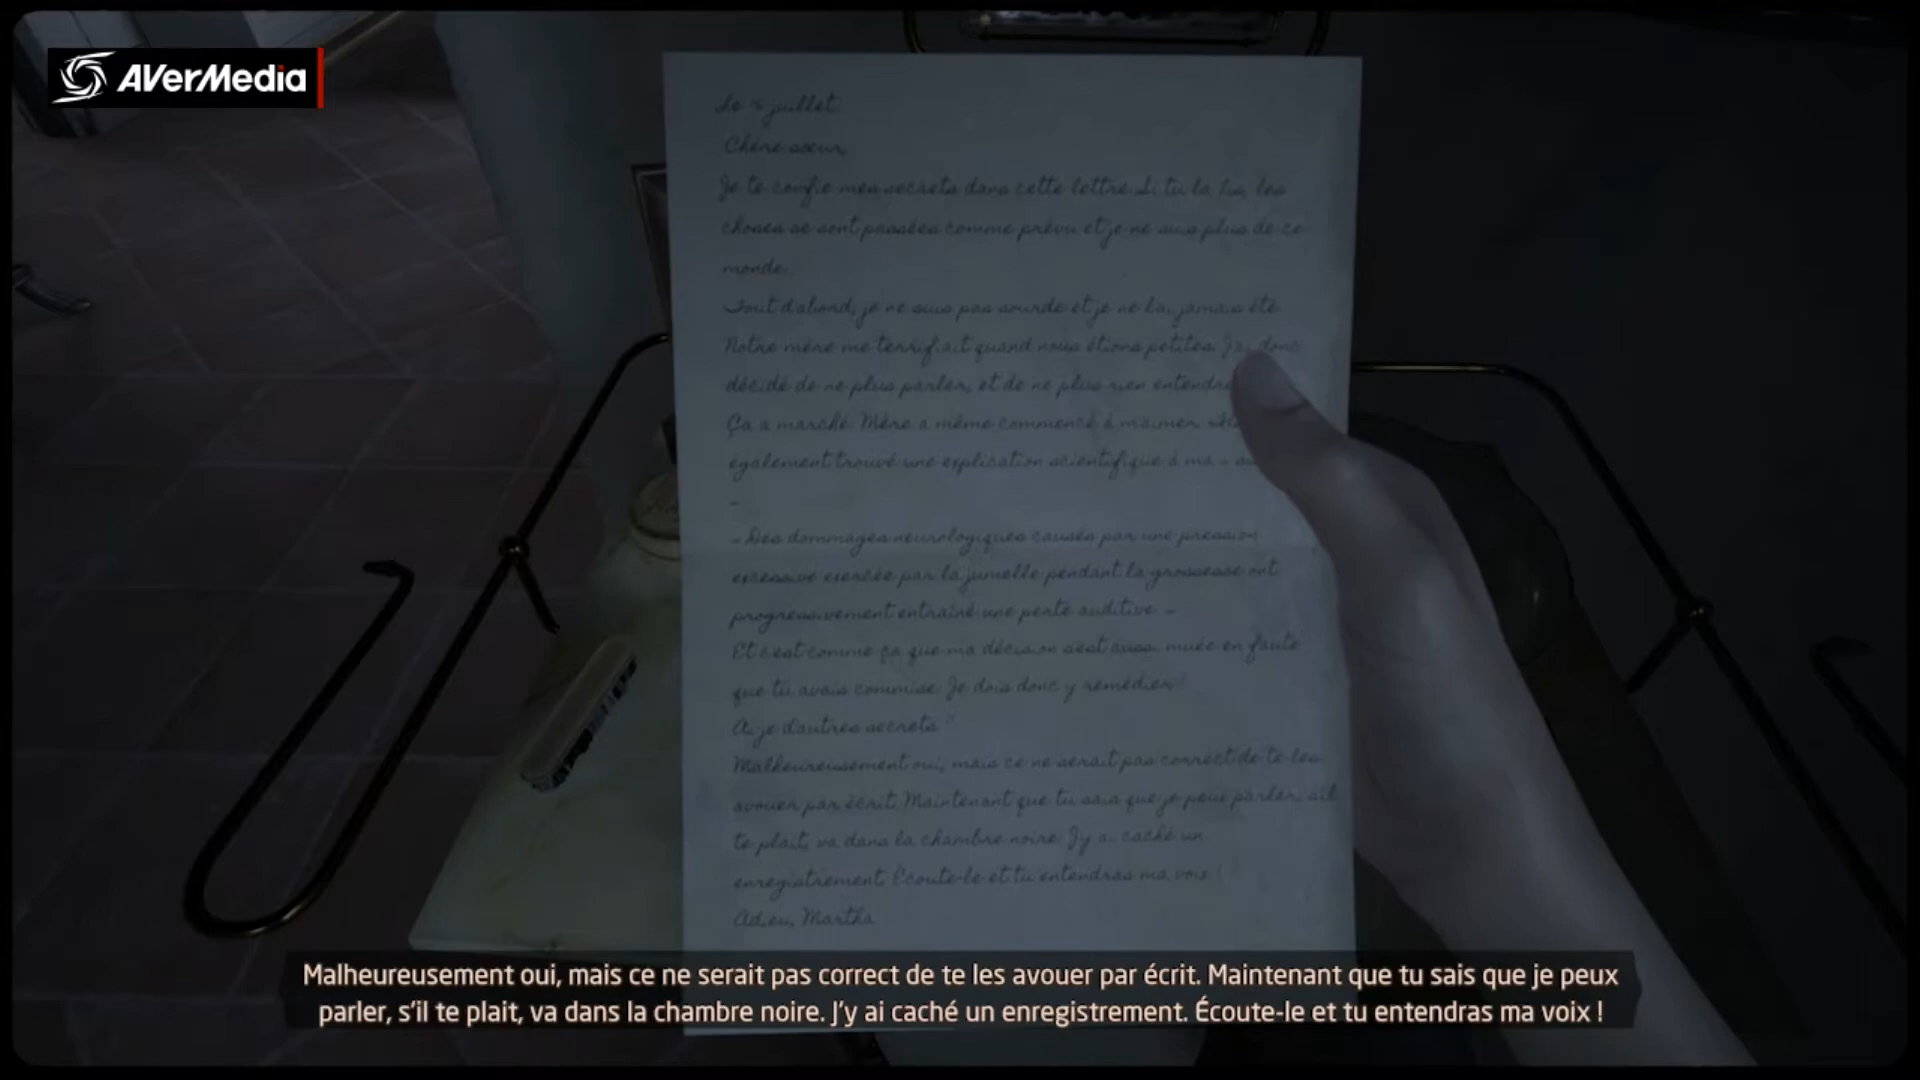 AVerMedia
juillet
Chère sœur,
Je te confie mes secrets dans cette lettre. Si tu la lis, les
choses se sont passées comme prévu et je ne suis plus de ce
monde.
Tout d'abord, je ne suis pas sourde et je ne l'ai jamais été
Notre mère me terrifiait quand nous étions petites. J'ai donc
décidé de ne plus parler, et de ne plus rien entendre
Ça a marché. Mère a même commencé à m'aimer.
également trouvé une explication scientifique à ma -
-
- Des dommages neurologiques causés par une pression
excessive exercée par la jumelle pendant la grossesse ont
progressivement entraîné une perte auditive. -
Et c'est comme ça que ma décision s'est aussi muée en faute
que tu avais commise. Je dois donc y remédier !
Ai-je d'autres secrets ?
Malheureusement oui, mais ce ne serait pas correct de te les
avouer par écrit. Maintenant que tu sais que je peux parler, s'il
te plait, va dans la chambre noire. J'y ai caché un
enregistrement. Écoute-le et tu entendras ma voix !
Adieu, Martha
Malheureusement oui, mais ce ne serait pas correct de te les avouer par écrit. Maintenant que tu sais que je peux
parler, s'il te plait, va dans la chambre noire. J'y ai caché un enregistrement. Écoute-le et tu entendras ma voix !